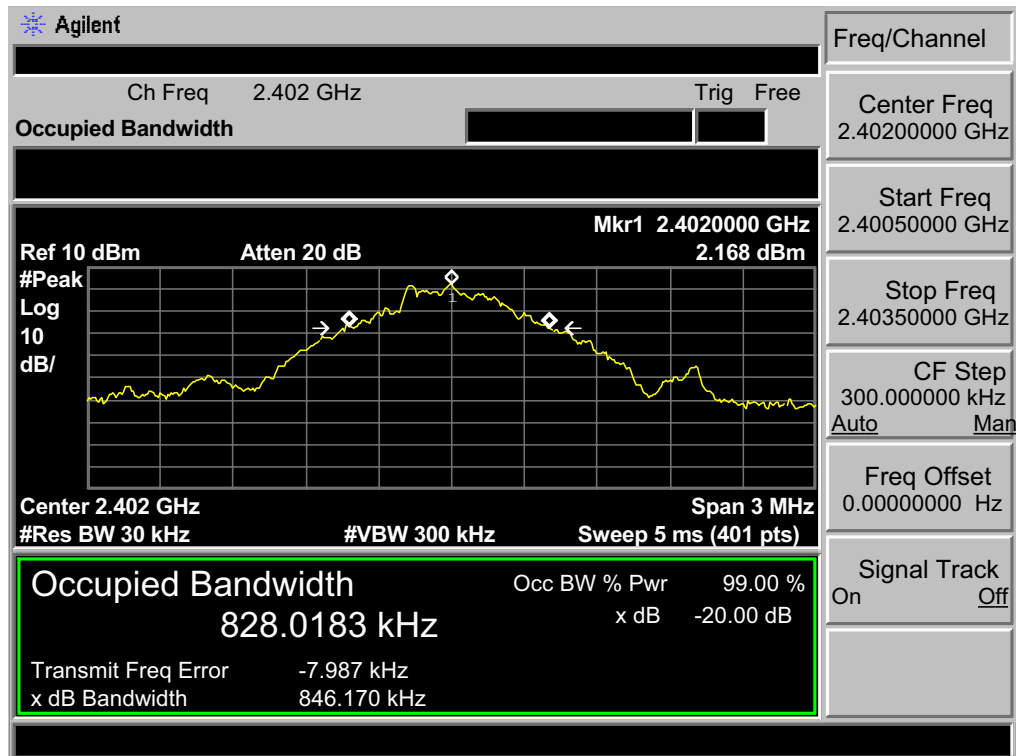 Agilent
Freq/Channel
Ch Freq 2.402 GHz Trig Free
Occupied Bandwidth
Center Freq
2.40200000 GHz
Start Freq
2.40050000 GHz
Stop Freq
2.40350000 GHz
CF Step
300.000000 kHz
Auto Man
Freq Offset
0.00000000 Hz
Signal Track
On Off
Mkr1 2.4020000 GHz
Ref 10 dBm Atten 20 dB 2.168 dBm
#Peak
Log
10
dB/
1
Center 2.402 GHz Span 3 MHz
#Res BW 30 kHz #VBW 300 kHz Sweep 5 ms (401 pts)
Occupied Bandwidth Occ BW % Pwr 99.00 %
828.0183 kHz x dB -20.00 dB
Transmit Freq Error -7.987 kHz
x dB Bandwidth 846.170 kHz